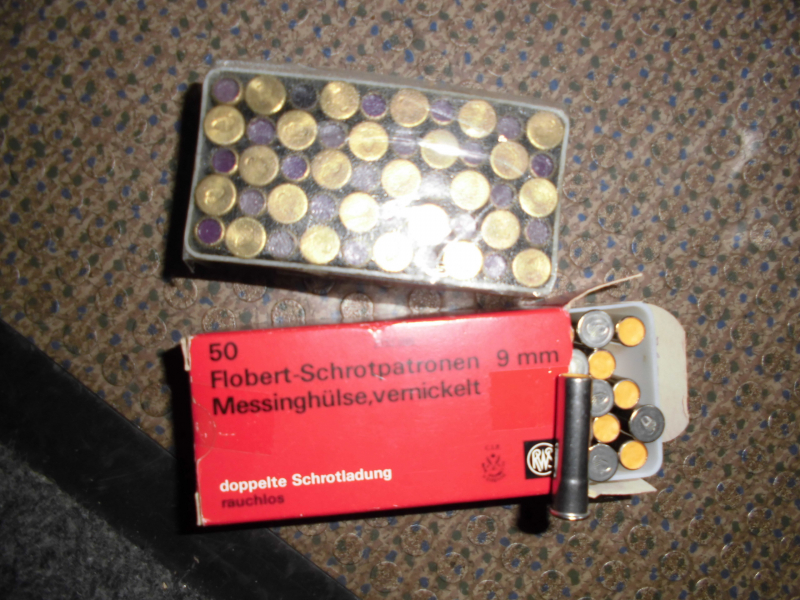 50
Flobert-Schrotpatronen 9 mm
Messinghülse,vernickelt
doppelte Schrotladung
rauchlos
RWS